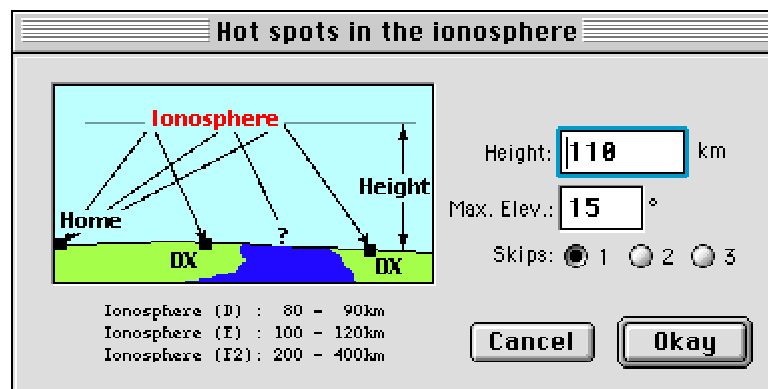 Hot spots in the ionosphere
Ionosphere
Height
Home
?
DX
DX
Height: 110 km
Max. Elev.: 15 °
Skips: 1 2 3
Ionosphere (D) : 80 - 90km
Ionosphere (E) : 100 - 120km
Ionosphere (F2): 200 - 400km
Cancel
Okay